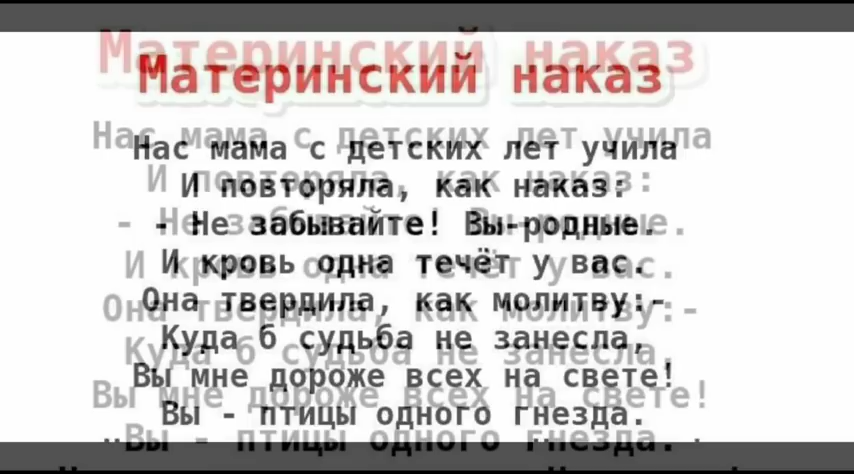 Материнский наказ
Нас мама с детских лет учила
И повторяла, как наказ:
- Не забывайте! Вы-родные.
И кровь одна течёт у вас.
Она твердила, как молитву:-
Куда б судьба не занесла,
Вы мне дороже всех на свете!
Вы - птицы одного гнезда.